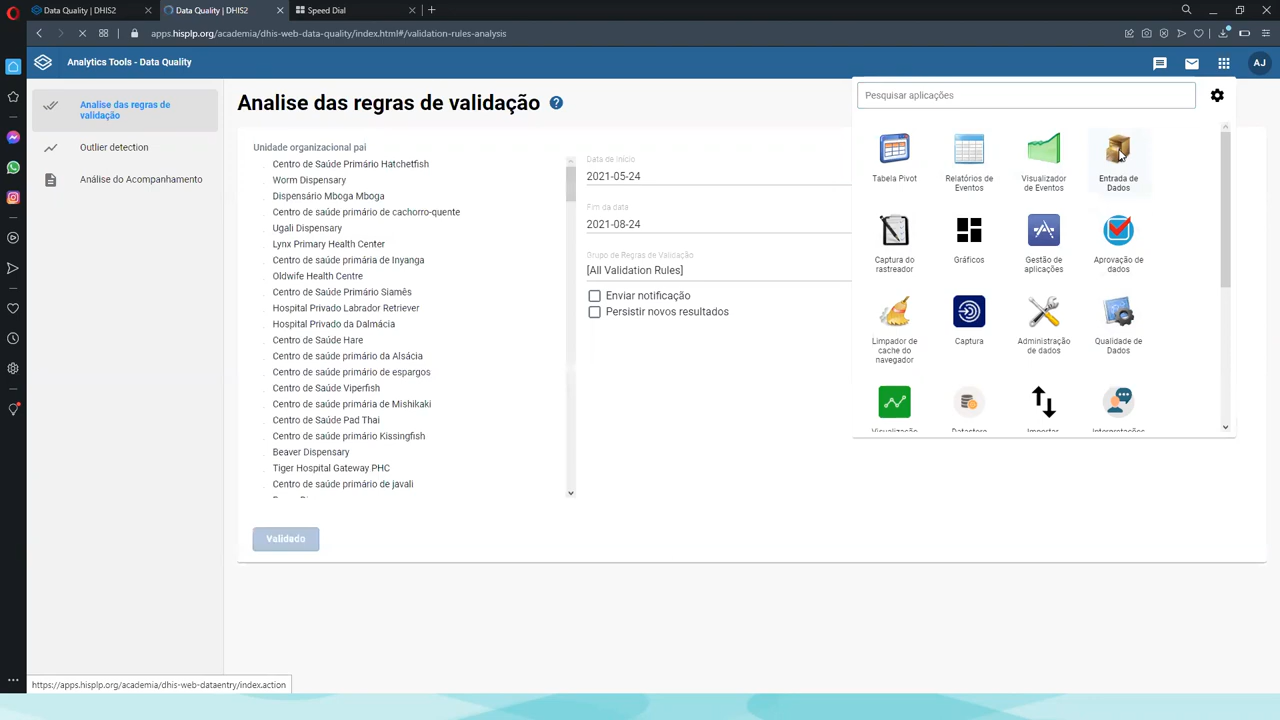 Data Quality | DHIS2
Data Quality | DHIS2
Speed Dial
apps.hisplp.org/academia/dhis-web-data-quality/index.html#/validation-rules-analysis
Analytics Tools - Data Quality
AJ
Analise das regras de
validação
Outlier detection
Análise do Acompanhamento
Analise das regras de validação
Unidade organizacional pai
Centro de Saúde Primário Hatchetfish
Worm Dispensary
Dispensário Mboga Mboga
Centro de saúde primário de cachorro-quente
Ugali Dispensary
Lynx Primary Health Center
Centro de saúde primária de Inyanga
Oldwife Health Centre
Centro de Saúde Primário Siamês
Hospital Privado Labrador Retriever
Hospital Privado da Dalmácia
Centro de Saúde Hare
Centro de saúde primário da Alsácia
Centro de saúde primário de espargos
Centro de Saúde Viperfish
Centro de saúde primária de Mishikaki
Centro de Saúde Pad Thai
Centro de saúde primário Kissingfish
Beaver Dispensary
Tiger Hospital Gateway PHC
Centro de saúde primário de javali
Validado
Data de Inicio
2021-05-24
Fim da date
2021-08-24
Grupo de Regras de Validação
[All Validation Rules]
Enviar notificação
Persistir novos resultados
Pesquisar aplicações
Tabela Pivot
Relatórios de
Eventos
Visualizador
de Eventos
Entrada de
Dados
Captura do
rastreador
Gráficos
Gestão de
aplicações
Aprovação de
dados
Limpador de
cache do
navegador
Captura
Administração
de dados
Qualidade de
Dados
Visualização
Datastore
Importar
Interpretações
https://apps.hisplp.org/academia/dhis-web-dataentry/index.action